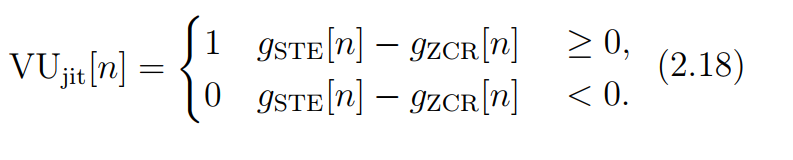 VU_jit[n] = { 1 g_STE[n] − g_ZCR[n] ≥ 0,
0 g_STE[n] − g_ZCR[n] < 0. (2.18)